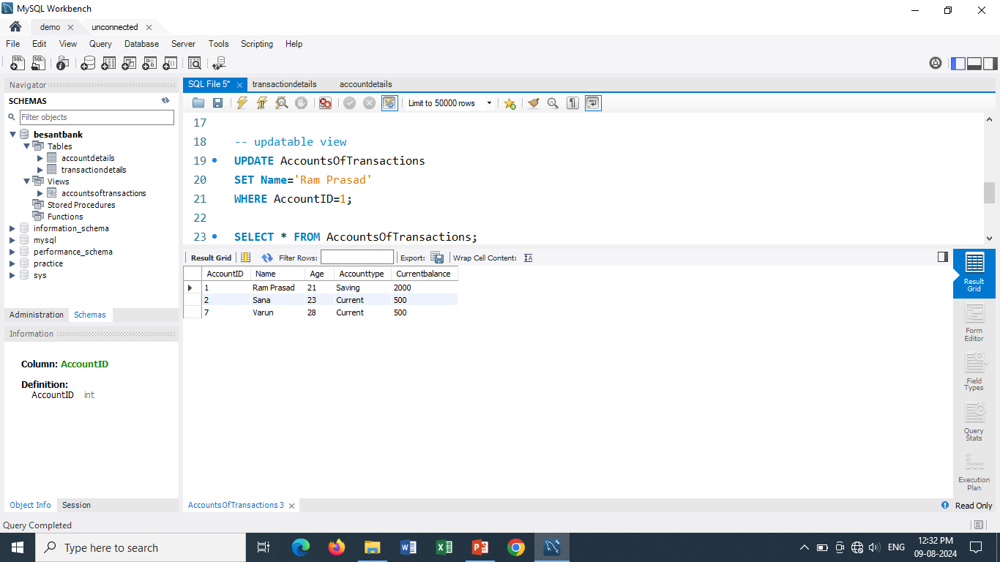 MySQL Workbench
demo
unconnected
File Edit View Query Database Server Tools Scripting Help
Navigator
SCHEMAS
Filter objects
besantbank
Tables
accountdetails
transactiondetails
Views
accountsoftransactions
Stored Procedures
Functions
information_schema
mysql
performance_schema
practice
sys
Administration Schemas
Information
Column: AccountID
Definition:
AccountID int
Object Info Session
SQL File 5* transactiondetails accountdetails
Limit to 50000 rows
17
18 -- updatable view
19 UPDATE AccountsOfTransactions
20 SET Name='Ram Prasad'
21 WHERE AccountID=1;
22
23 SELECT * FROM AccountsOfTransactions;
Result Grid Filter Rows: Export: Wrap Cell Content:
AccountID Name Age Accounttype Currentbalance
1 Ram Prasad 21 Saving 2000
2 Sana 23 Current 500
7 Varun 28 Current 500
Result
Grid
Form
Editor
Field
Types
Query
Stats
Execution
Plan
AccountsOfTransactions 3
Read Only
Query Completed
Type here to search
ENG
12:32 PM
09-08-2024